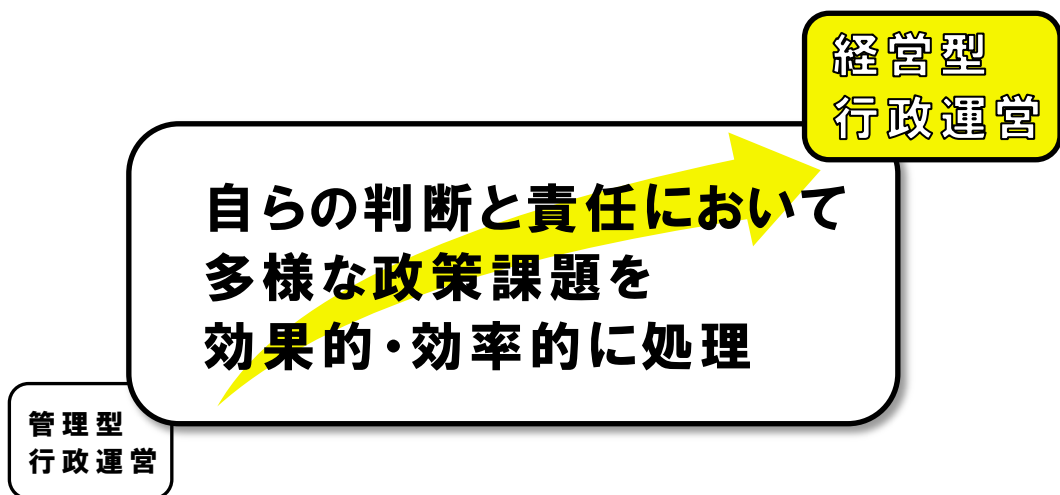 経営型
行政運営
自らの判断と責任において
多様な政策課題を
効果的・効率的に処理
管理型
行政運営